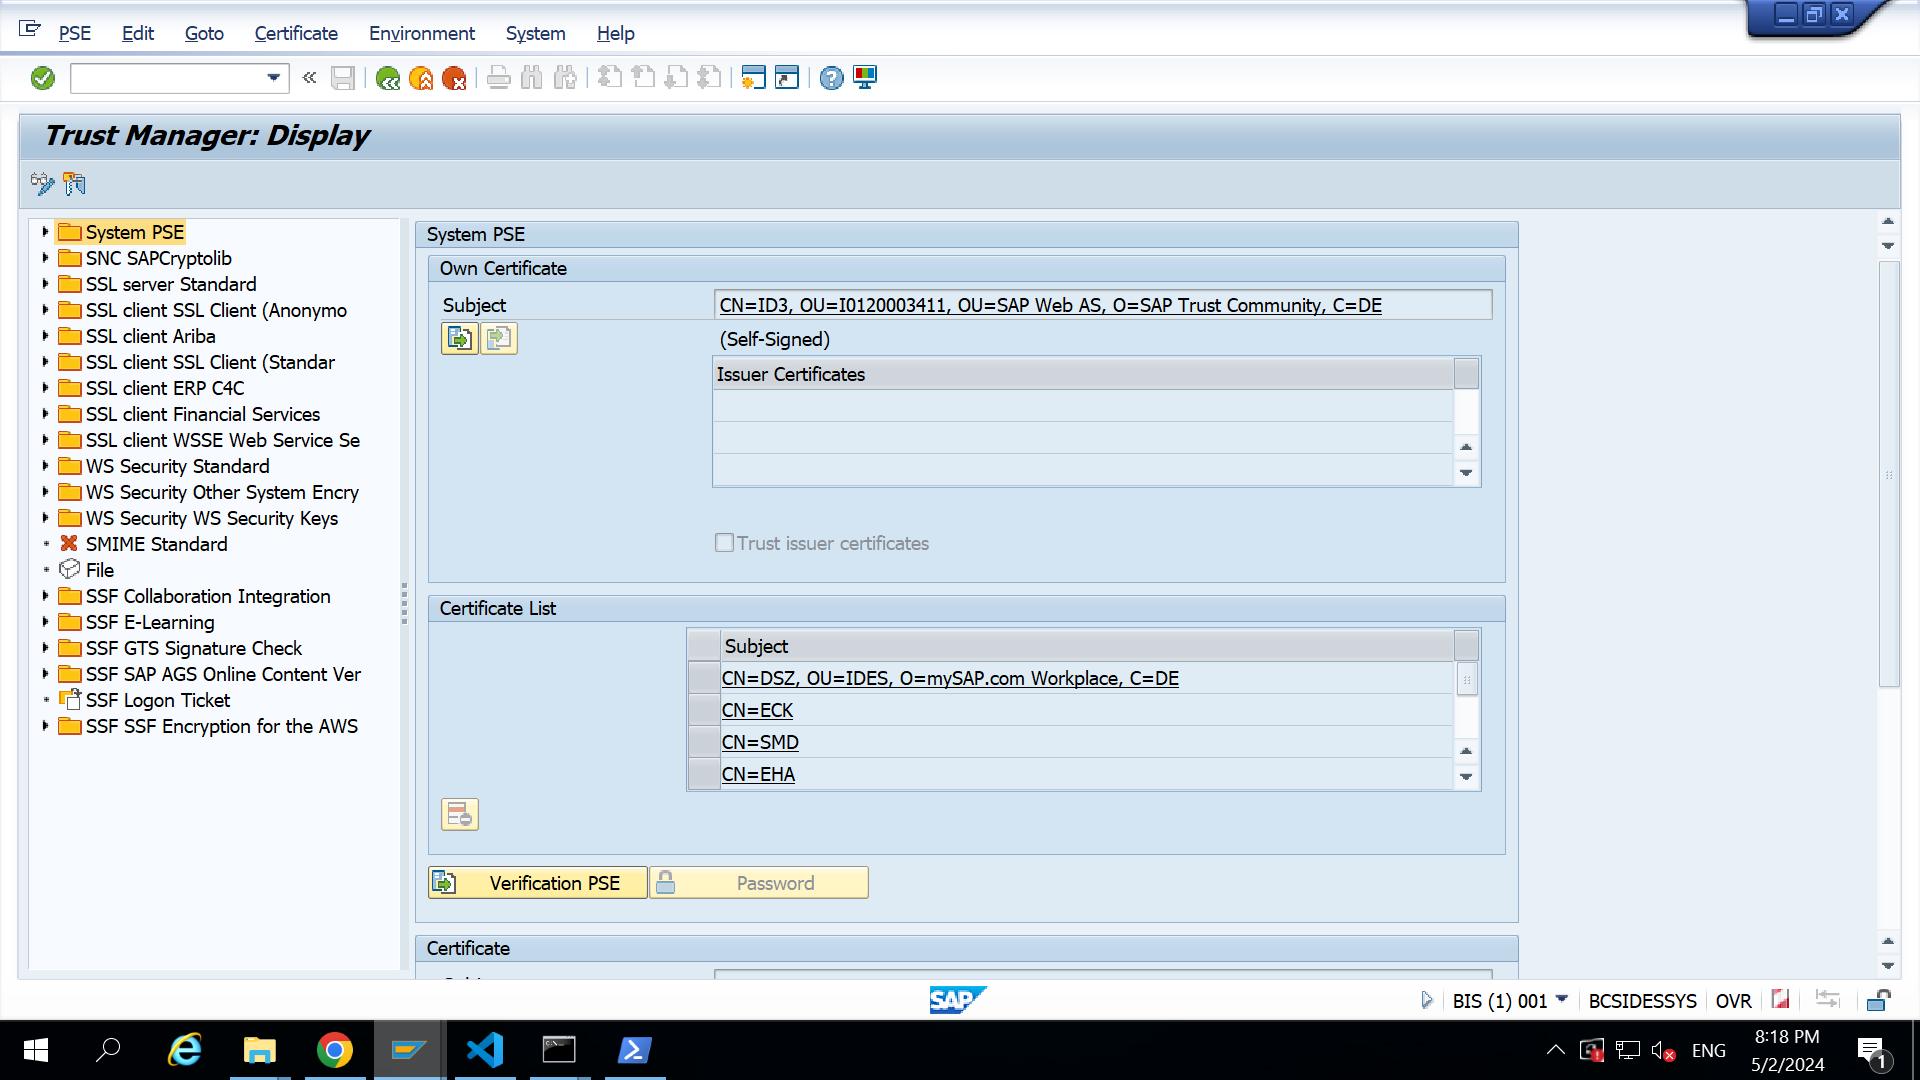 PSE Edit Goto Certificate Environment System Help
Trust Manager: Display
System PSE
SNC SAPCryptolib
SSL server Standard
SSL client SSL Client (Anonymo
SSL client Ariba
SSL client SSL Client (Standar
SSL client ERP C4C
SSL client Financial Services
SSL client WSSE Web Service Se
WS Security Standard
WS Security Other System Encry
WS Security WS Security Keys
SMIME Standard
File
SSF Collaboration Integration
SSF E-Learning
SSF GTS Signature Check
SSF SAP AGS Online Content Ver
SSF Logon Ticket
SSF SSF Encryption for the AWS
System PSE
Own Certificate
Subject CN=ID3, OU=I0120003411, OU=SAP Web AS, O=SAP Trust Community, C=DE
(Self-Signed)
Issuer Certificates
Trust issuer certificates
Certificate List
Subject
CN=DSZ, OU=IDES, O=mySAP.com Workplace, C=DE
CN=ECK
CN=SMD
CN=EHA
Verification PSE Password
Certificate
SAP BIS (1) 001 BCSIDESSYS OVR
ENG 8:18 PM
5/2/2024 1